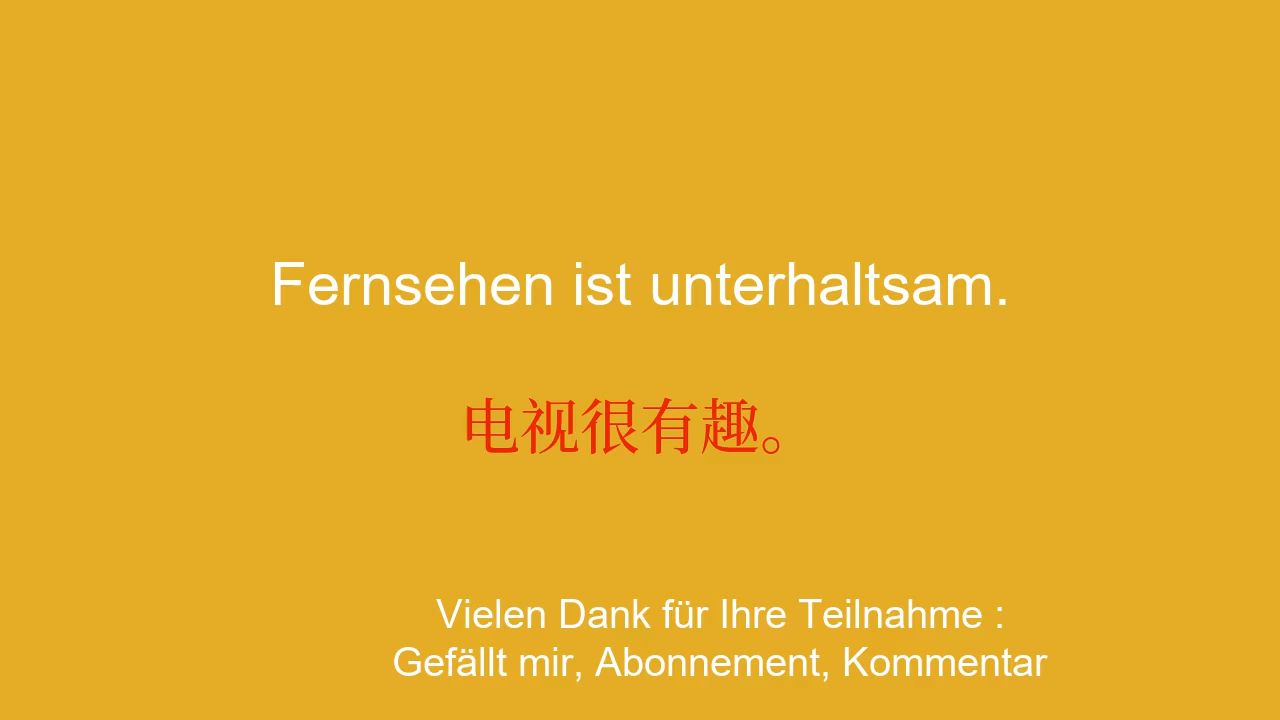 Fernsehen ist unterhaltsam.
电视很有趣。
Vielen Dank für Ihre Teilnahme :
Gefällt mir, Abonnement, Kommentar